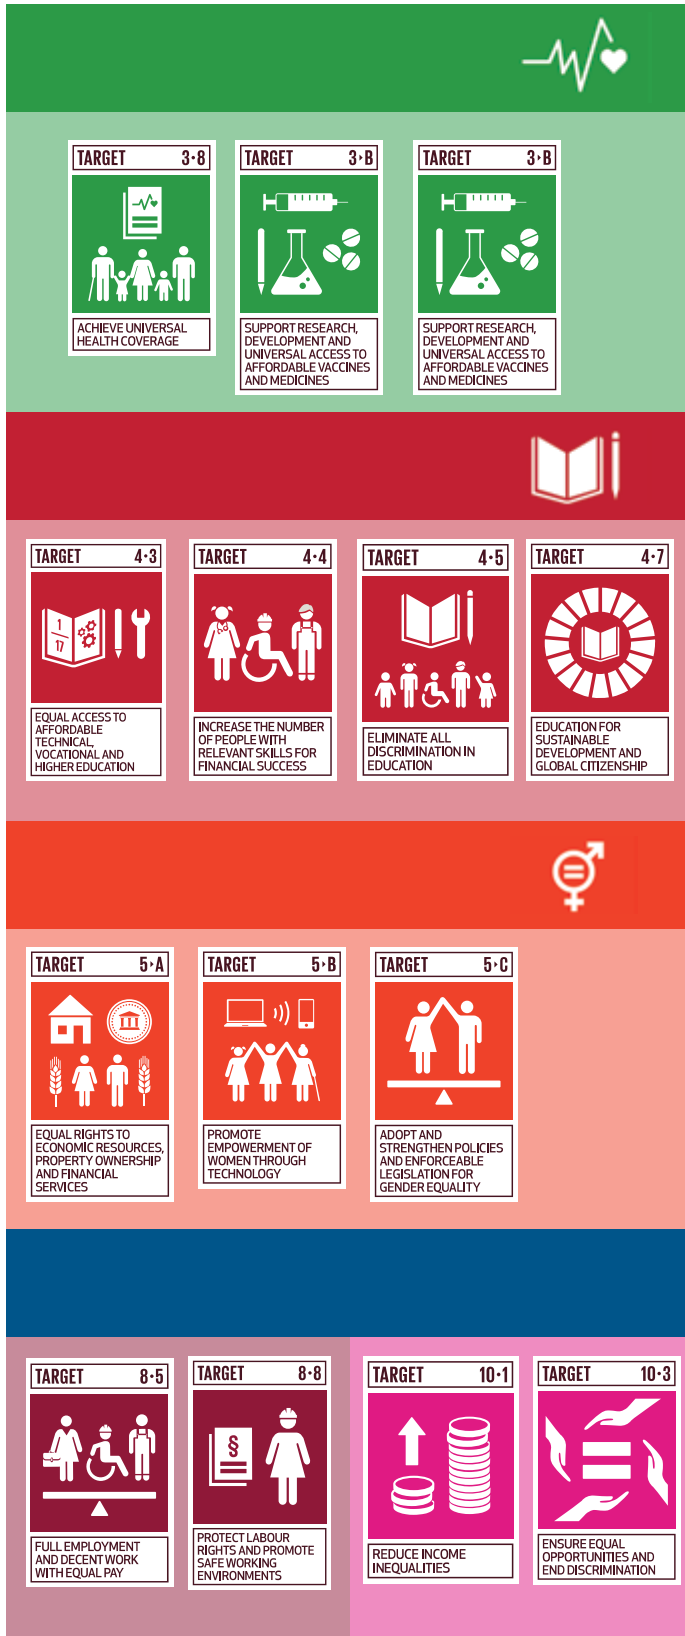 TARGET 3·8
ACHIEVE UNIVERSAL
HEALTH COVERAGE
TARGET 3·B
SUPPORT RESEARCH,
DEVELOPMENT AND
UNIVERSAL ACCESS TO
AFFORDABLE VACCINES
AND MEDICINES
TARGET 3·B
SUPPORT RESEARCH,
DEVELOPMENT AND
UNIVERSAL ACCESS TO
AFFORDABLE VACCINES
AND MEDICINES
TARGET 4·3
1
17
EQUAL ACCESS TO
AFFORDABLE
TECHNICAL,
VOCATIONAL AND
HIGHER EDUCATION
TARGET 4·4
INCREASE THE NUMBER
OF PEOPLE WITH
RELEVANT SKILLS FOR
FINANCIAL SUCCESS
TARGET 4·5
ELIMINATE ALL
DISCRIMINATION IN
EDUCATION
TARGET 4·7
EDUCATION FOR
SUSTAINABLE
DEVELOPMENT AND
GLOBAL CITIZENSHIP
TARGET 5·A
EQUAL RIGHTS TO
ECONOMIC RESOURCES,
PROPERTY OWNERSHIP
AND FINANCIAL
SERVICES
TARGET 5·B
PROMOTE
EMPOWERMENT OF
WOMEN THROUGH
TECHNOLOGY
TARGET 5·C
ADOPT AND
STRENGTHEN POLICIES
AND ENFORCEABLE
LEGISLATION FOR
GENDER EQUALITY
TARGET 8·5
FULL EMPLOYMENT
AND DECENT WORK
WITH EQUAL PAY
TARGET 8·8
§
PROTECT LABOUR
RIGHTS AND PROMOTE
SAFE WORKING
ENVIRONMENTS
TARGET 10·1
REDUCE INCOME
INEQUALITIES
TARGET 10·3
ENSURE EQUAL
OPPORTUNITIES AND
END DISCRIMINATION